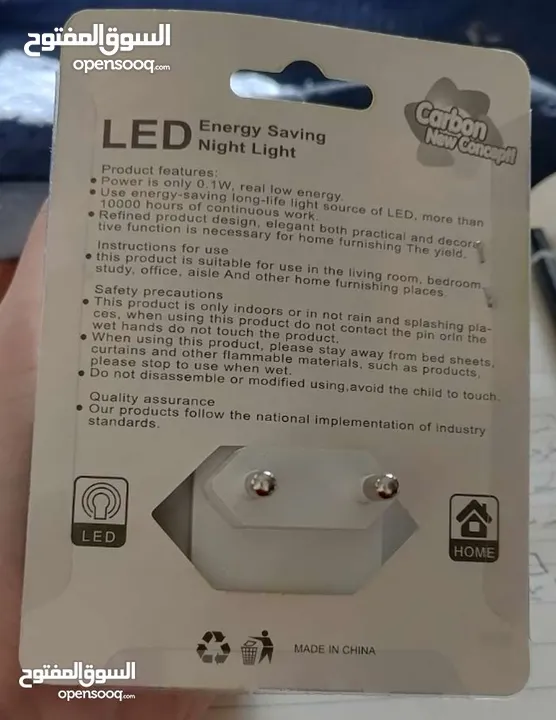 السوق المفتوح
opensooq.com
Carbon
New Concept!
LED Energy Saving
Night Light
Product features:
• Power is only 0.1W, real low energy.
• Use energy-saving long-life light source of LED, more than
10000 hours of continuous work.
• Refined product design, elegant both practical and decora-
tive function is necessary for home furnishing The yield.
Instructions for use
• this product is suitable for use in the living room, bedroom,
study, office, aisle And other home furnishing places.
Safety precautions
• This product is only indoors or in not rain and splashing pla-
ces, when using this product do not contact the pin orin the
wet hands do not touch the product.
• When using this product, please stay away from bed sheets,
curtains and other flammable materials, such as products,
please stop to use when wet.
• Do not disassemble or modified using,avoid the child to touch.
Quality assurance
• Our products follow the national implementation of industry
standards.
LED
HOME
MADE IN CHINA
السوق المفتوح
opensooq.com